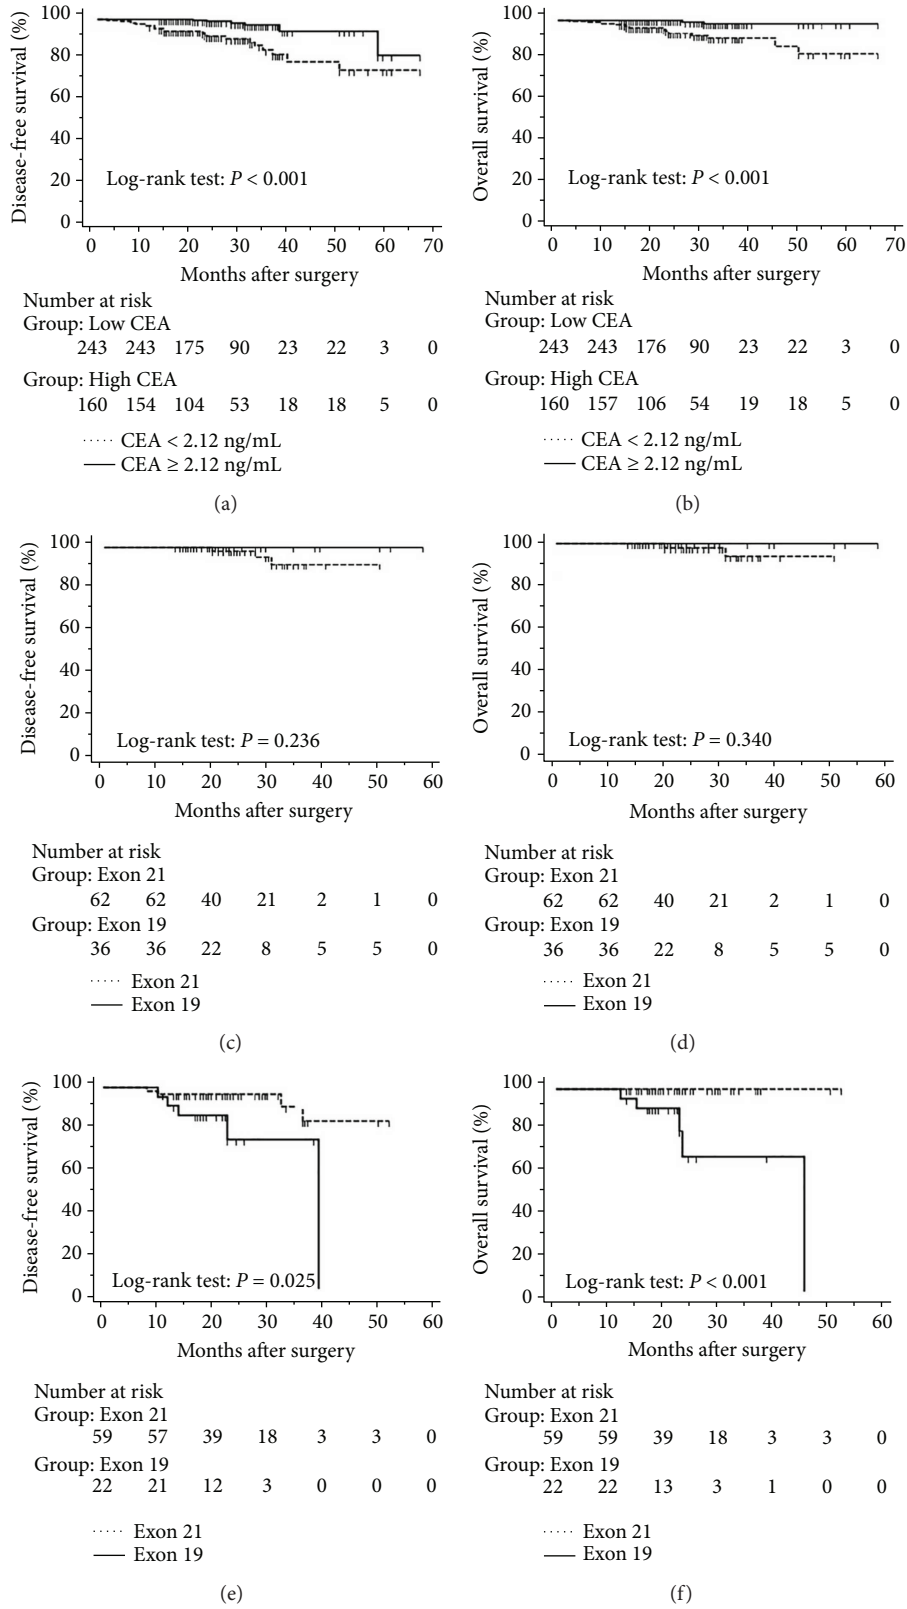 Disease-free survival (%)
100
80
60
40
20
0
Log-rank test: P < 0.001
0 10 20 30 40 50 60 70
Months after surgery
Number at risk
Group: Low CEA
243 243 175 90 23 22 3 0
Group: High CEA
160 154 104 53 18 18 5 0
CEA < 2.12 ng/mL
CEA ≥ 2.12 ng/mL
(a)
Overall survival (%)
100
80
60
40
20
0
Log-rank test: P < 0.001
0 10 20 30 40 50 60 70
Months after surgery
Number at risk
Group: Low CEA
243 243 176 90 23 22 3 0
Group: High CEA
160 157 106 54 19 18 5 0
CEA < 2.12 ng/mL
CEA ≥ 2.12 ng/mL
(b)
Disease-free survival (%)
100
80
60
40
20
0
Log-rank test: P = 0.236
0 10 20 30 40 50 60
Months after surgery
Number at risk
Group: Exon 21
62 62 40 21 2 1 0
Group: Exon 19
36 36 22 8 5 5 0
Exon 21
Exon 19
(c)
Overall survival (%)
100
80
60
40
20
0
Log-rank test: P = 0.340
0 10 20 30 40 50 60
Months after surgery
Number at risk
Group: Exon 21
62 62 40 21 2 1 0
Group: Exon 19
36 36 22 8 5 5 0
Exon 21
Exon 19
(d)
Disease-free survival (%)
100
80
60
40
20
0
Log-rank test: P = 0.025
0 10 20 30 40 50 60
Months after surgery
Number at risk
Group: Exon 21
59 57 39 18 3 3 0
Group: Exon 19
22 21 12 3 0 0 0
Exon 21
Exon 19
(e)
Overall survival (%)
100
80
60
40
20
0
Log-rank test: P < 0.001
0 10 20 30 40 50 60
Months after surgery
Number at risk
Group: Exon 21
59 59 39 18 3 3 0
Group: Exon 19
22 22 13 3 1 0 0
Exon 21
Exon 19
(f)